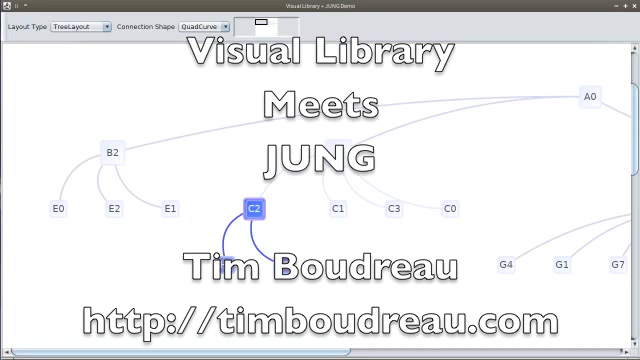 Visual Library + JUNG Demo
Layout Type TreeLayout Connection Shape QuadCurve
Visual Library
Meets
JUNG
A0
B2
E0 E2 E1 C2 C1 C3 C0
G4 G1 G7
Tim Boudreau
http://timboudreau.com